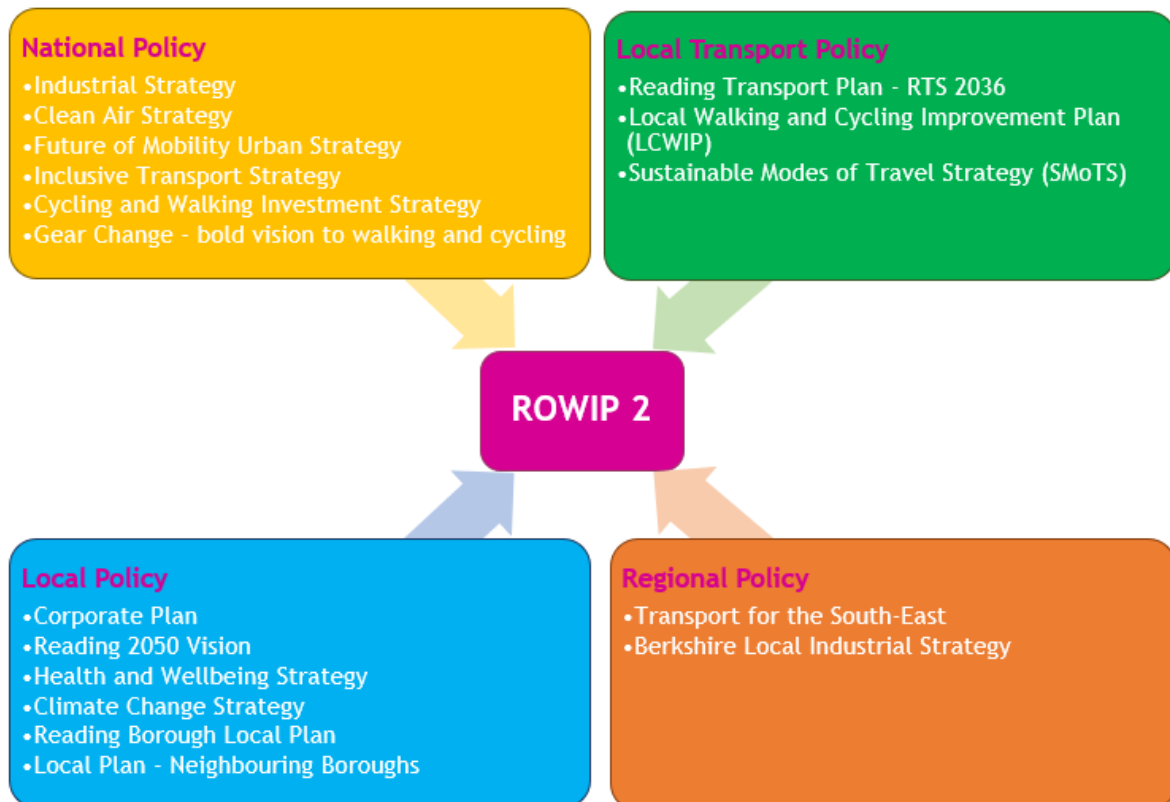 National Policy
•Industrial Strategy
•Clean Air Strategy
•Future of Mobility Urban Strategy
•Inclusive Transport Strategy
•Cycling and Walking Investment Strategy
•Gear Change - bold vision to walking and cycling
Local Transport Policy
•Reading Transport Plan - RTS 2036
•Local Walking and Cycling Improvement Plan
(LCWIP)
•Sustainable Modes of Travel Strategy (SMoTS)
ROWIP 2
Local Policy
•Corporate Plan
•Reading 2050 Vision
•Health and Wellbeing Strategy
•Climate Change Strategy
•Reading Borough Local Plan
•Local Plan - Neighbouring Boroughs
Regional Policy
•Transport for the South-East
•Berkshire Local Industrial Strategy